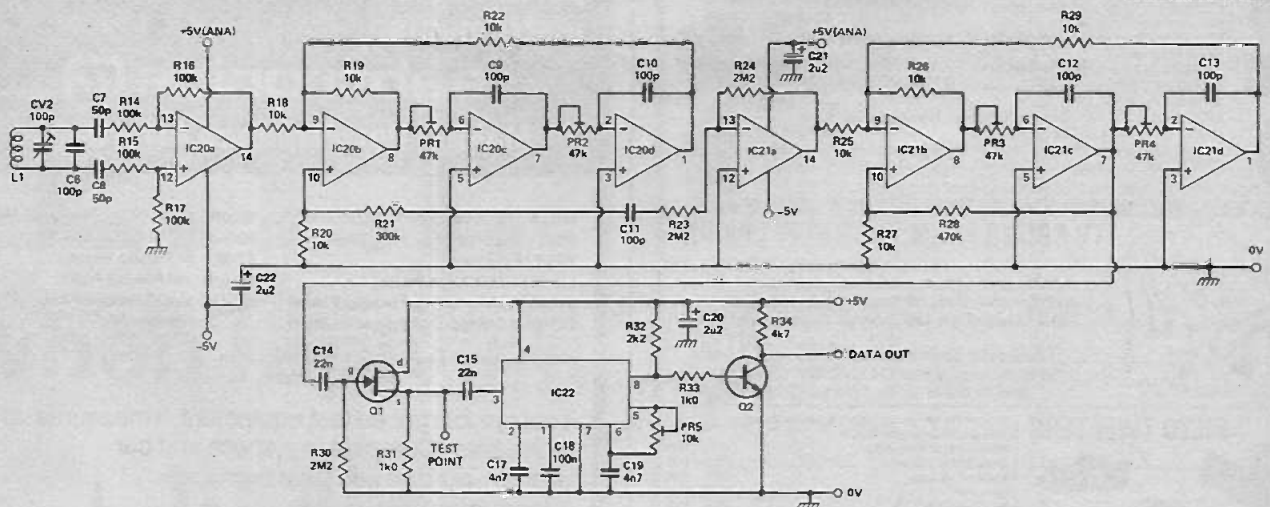 R22
10k
R29
10k
+5V(ANA)
+5V(ANA)
R16
100k
R19
10k
C9
100p
C10
100p
R24
2M2
C21
2u2
R26
10k
C12
100p
C13
100p
CV2
100p
C7
50p
R14
100k
R18
10k
13
12
14
IC20a
9
10
8
IC20b
PR1
47k
6
5
7
IC20c
PR2
47k
2
3
1
IC20d
13
12
14
IC21a
R25
10k
9
10
8
IC21b
PR3
47k
6
5
7
IC21c
PR4
47k
2
3
1
IC21d
L1
C6
100p
C8
50p
R15
100k
R17
100k
R20
10k
R21
300k
C11
100p
R23
2M2
-5V
R27
10k
R28
470k
C22
2u2
0V
-5V
+5V
C14
22n
g
d
s
Q1
C15
22n
4
3
IC22
8
5
2
1
7
6
R32
2k2
C20
2u2
R34
4k7
DATA OUT
R33
1k0
Q2
PR5
10k
R30
2M2
R31
1k0
TEST
POINT
C17
4n7
C18
100n
C19
4n7
0V